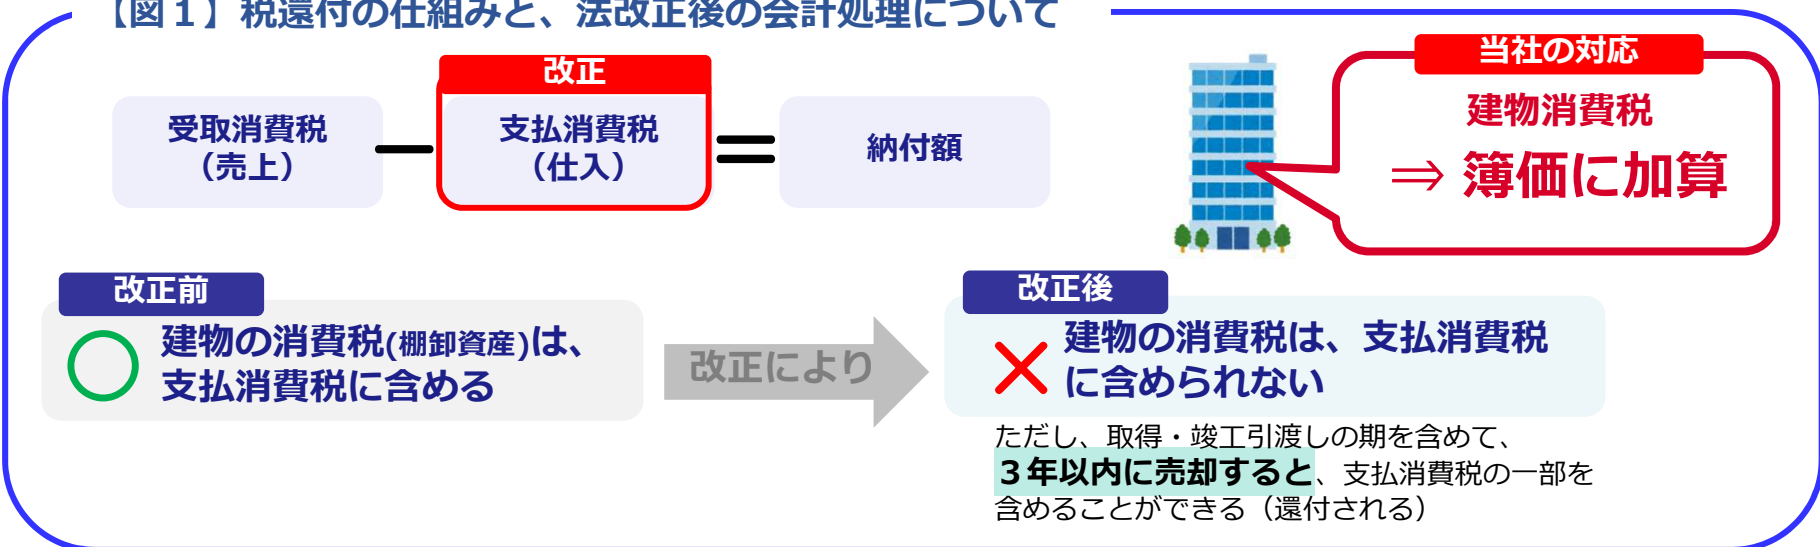 【図１】税還付の仕組みと、法改正後の会計処理について
改正
受取消費税
（売上）
ー
支払消費税
（仕入）
＝
納付額
当社の対応
建物消費税
⇒ 簿価に加算
改正前
建物の消費税(棚卸資産)は、
支払消費税に含める
改正により
改正後
建物の消費税は、支払消費税
に含められない
ただし、取得・竣工引渡しの期を含めて、
３年以内に売却すると、支払消費税の一部を
含めることができる（還付される）